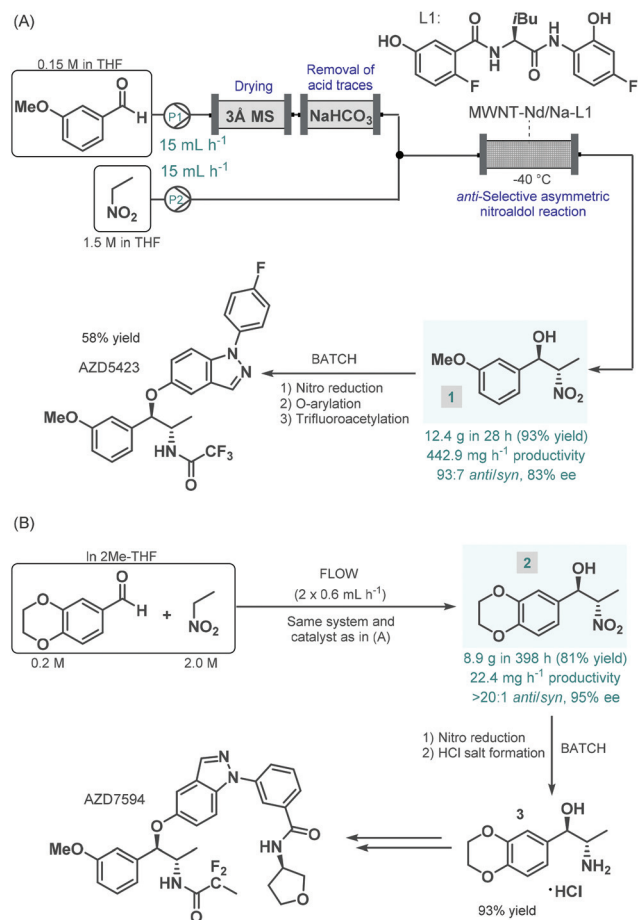 (A)
L1:
iBu
OH
O
HO
N
H
H
N
O
F
F
0.15 M in THF
O
MeO
H
P1
15 mL h⁻¹
Drying
3Å MS
Removal of
acid traces
NaHCO₃
MWNT-Nd/Na-L1
-40 °C
anti-Selective asymmetric
nitroaldol reaction
15 mL h⁻¹
NO₂
P2
1.5 M in THF
F
58% yield
AZD5423
N
N
O
MeO
HN
CF₃
O
BATCH
1) Nitro reduction
2) O-arylation
3) Trifluoroacetylation
OH
MeO
1
NO₂
12.4 g in 28 h (93% yield)
442.9 mg h⁻¹ productivity
93:7 anti/syn, 83% ee
(B)
In 2Me-THF
O
O
H
+
O
NO₂
0.2 M
2.0 M
FLOW
(2 x 0.6 mL h⁻¹)
Same system and
catalyst as in (A)
2
OH
O
O
NO₂
8.9 g in 398 h (81% yield)
22.4 mg h⁻¹ productivity
>20:1 anti/syn, 95% ee
1) Nitro reduction
2) HCl salt formation
BATCH
AZD7594
N
N
O
O
MeO
HN
F₂
C
O
HN
O
3
OH
O
O
NH₂
·HCl
93% yield